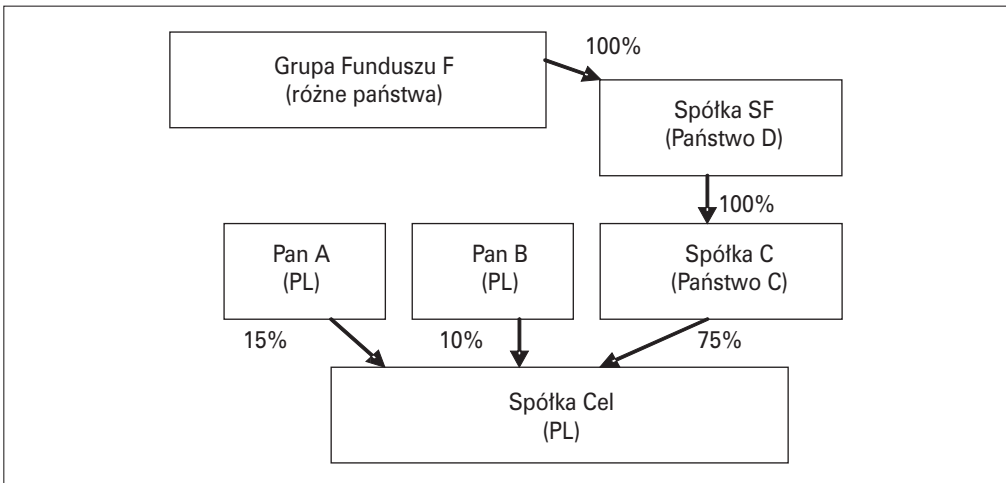 100%
Grupa Funduszu F
(różne państwa)
Spółka SF
(Państwo D)
100%
Pan A
(PL)
Pan B
(PL)
Spółka C
(Państwo C)
15%
10%
75%
Spółka Cel
(PL)